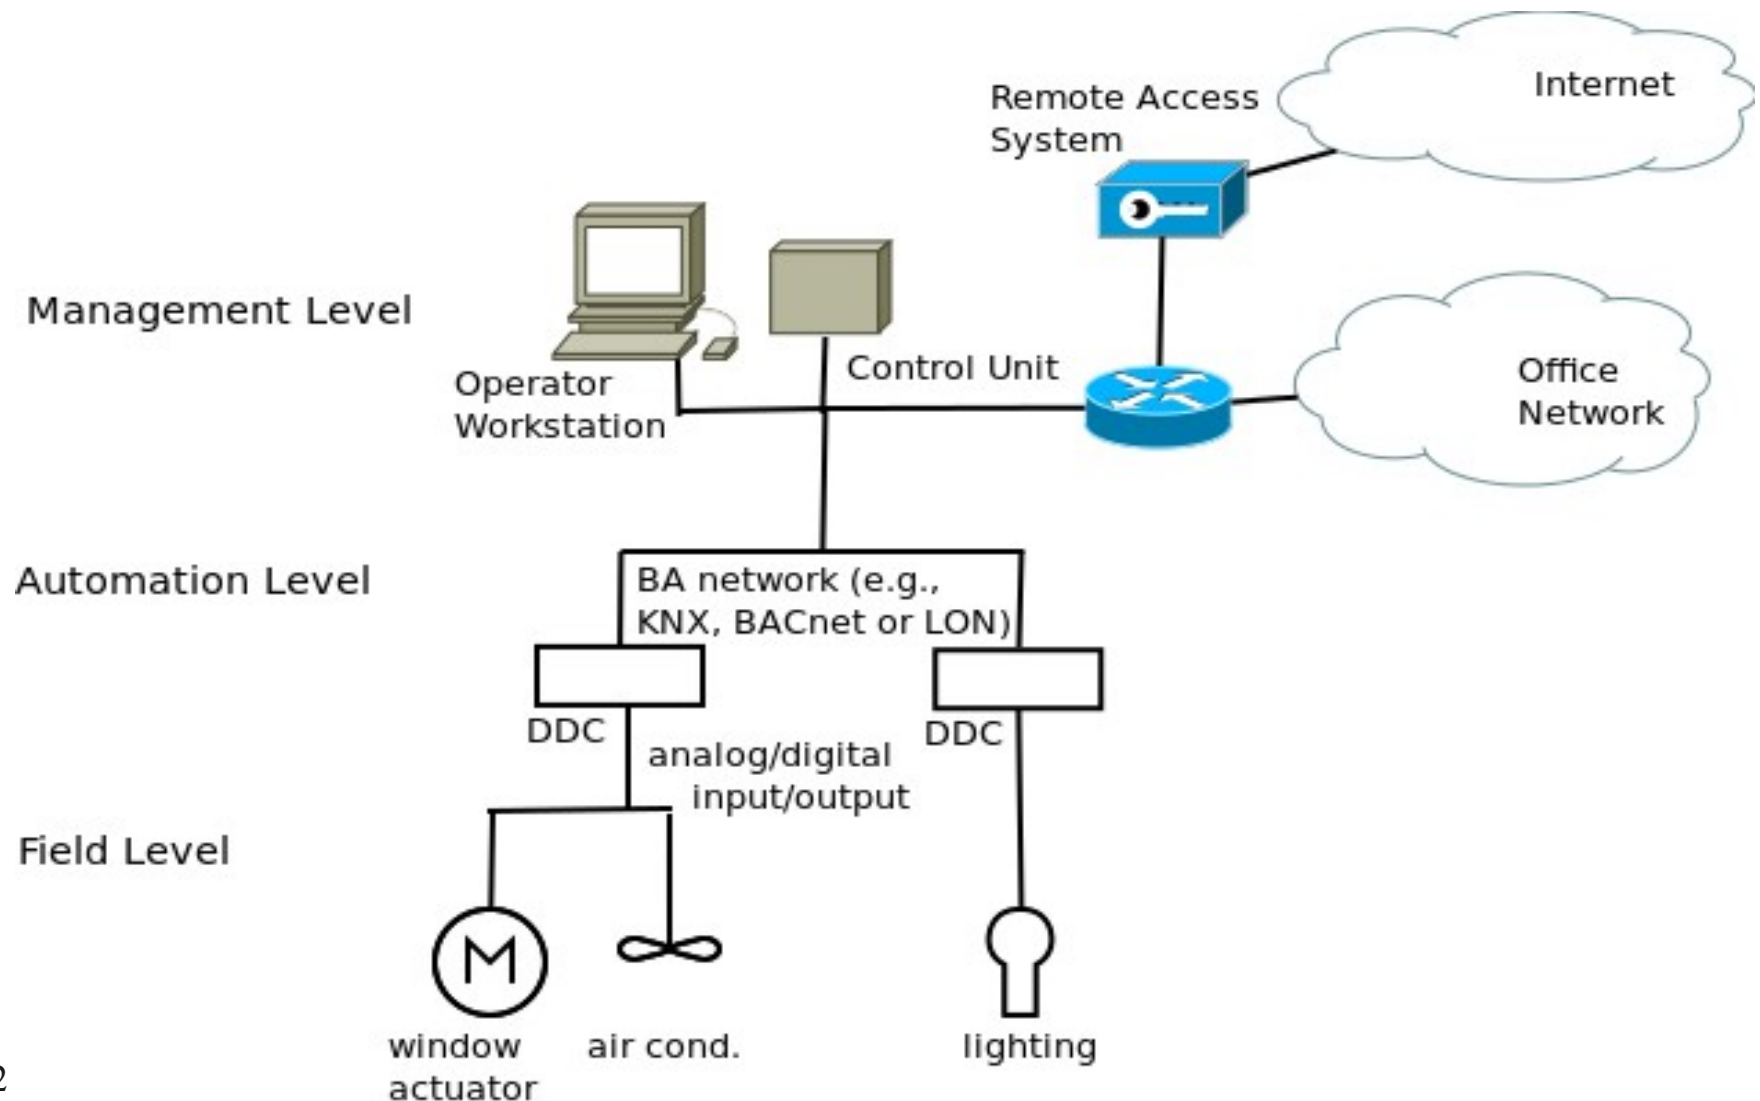 Internet
Remote Access
System
Management Level
Control Unit
Operator
Workstation
Office
Network
Automation Level
BA network (e.g.,
KNX, BACnet or LON)
DDC
DDC
analog/digital
input/output
Field Level
M
window
actuator
air cond.
lighting
2